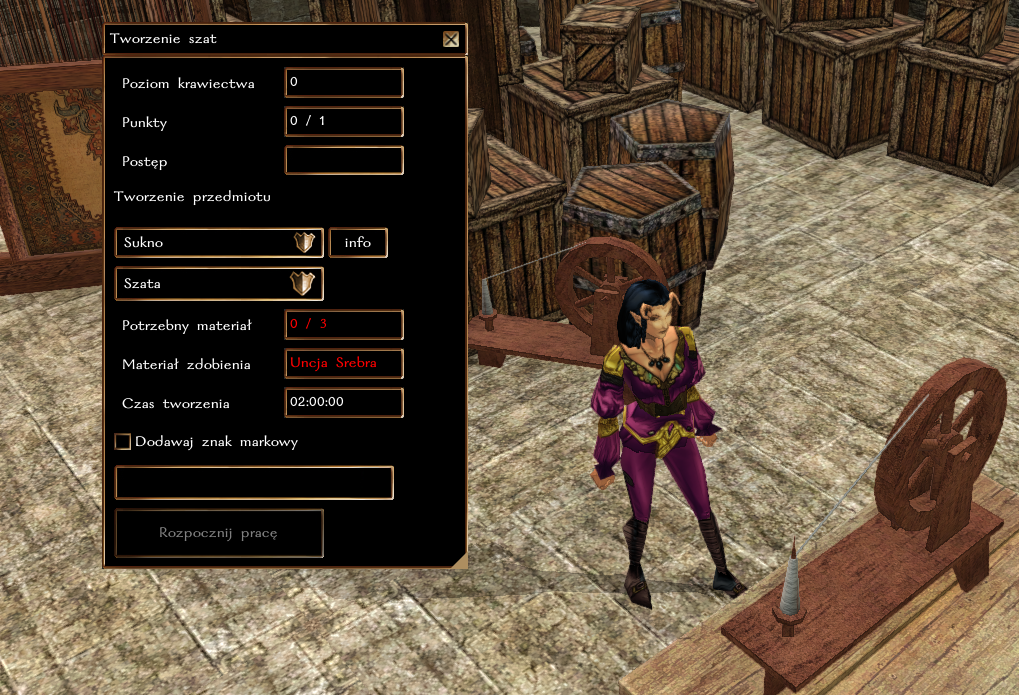 Tworzenie szat
Poziom krawiectwa 0
Punkty 0 / 1
Postęp
Tworzenie przedmiotu
Sukno info
Szata
Potrzebny materiał 0 / 3
Materiał zdobienia Uncja Srebra
Czas tworzenia 02:00:00
Dodawaj znak markowy
Rozpocznij pracę